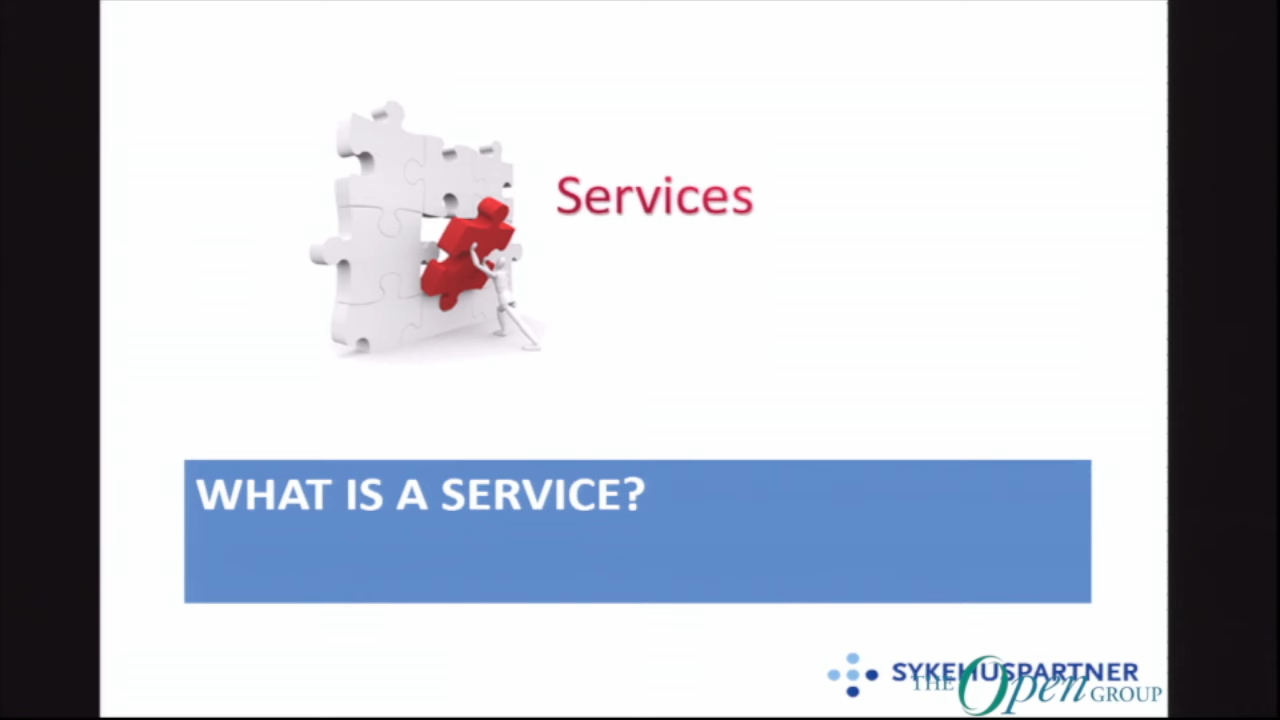 Services
WHAT IS A SERVICE?
SYKEHUSPARTNER
THE Open GROUP